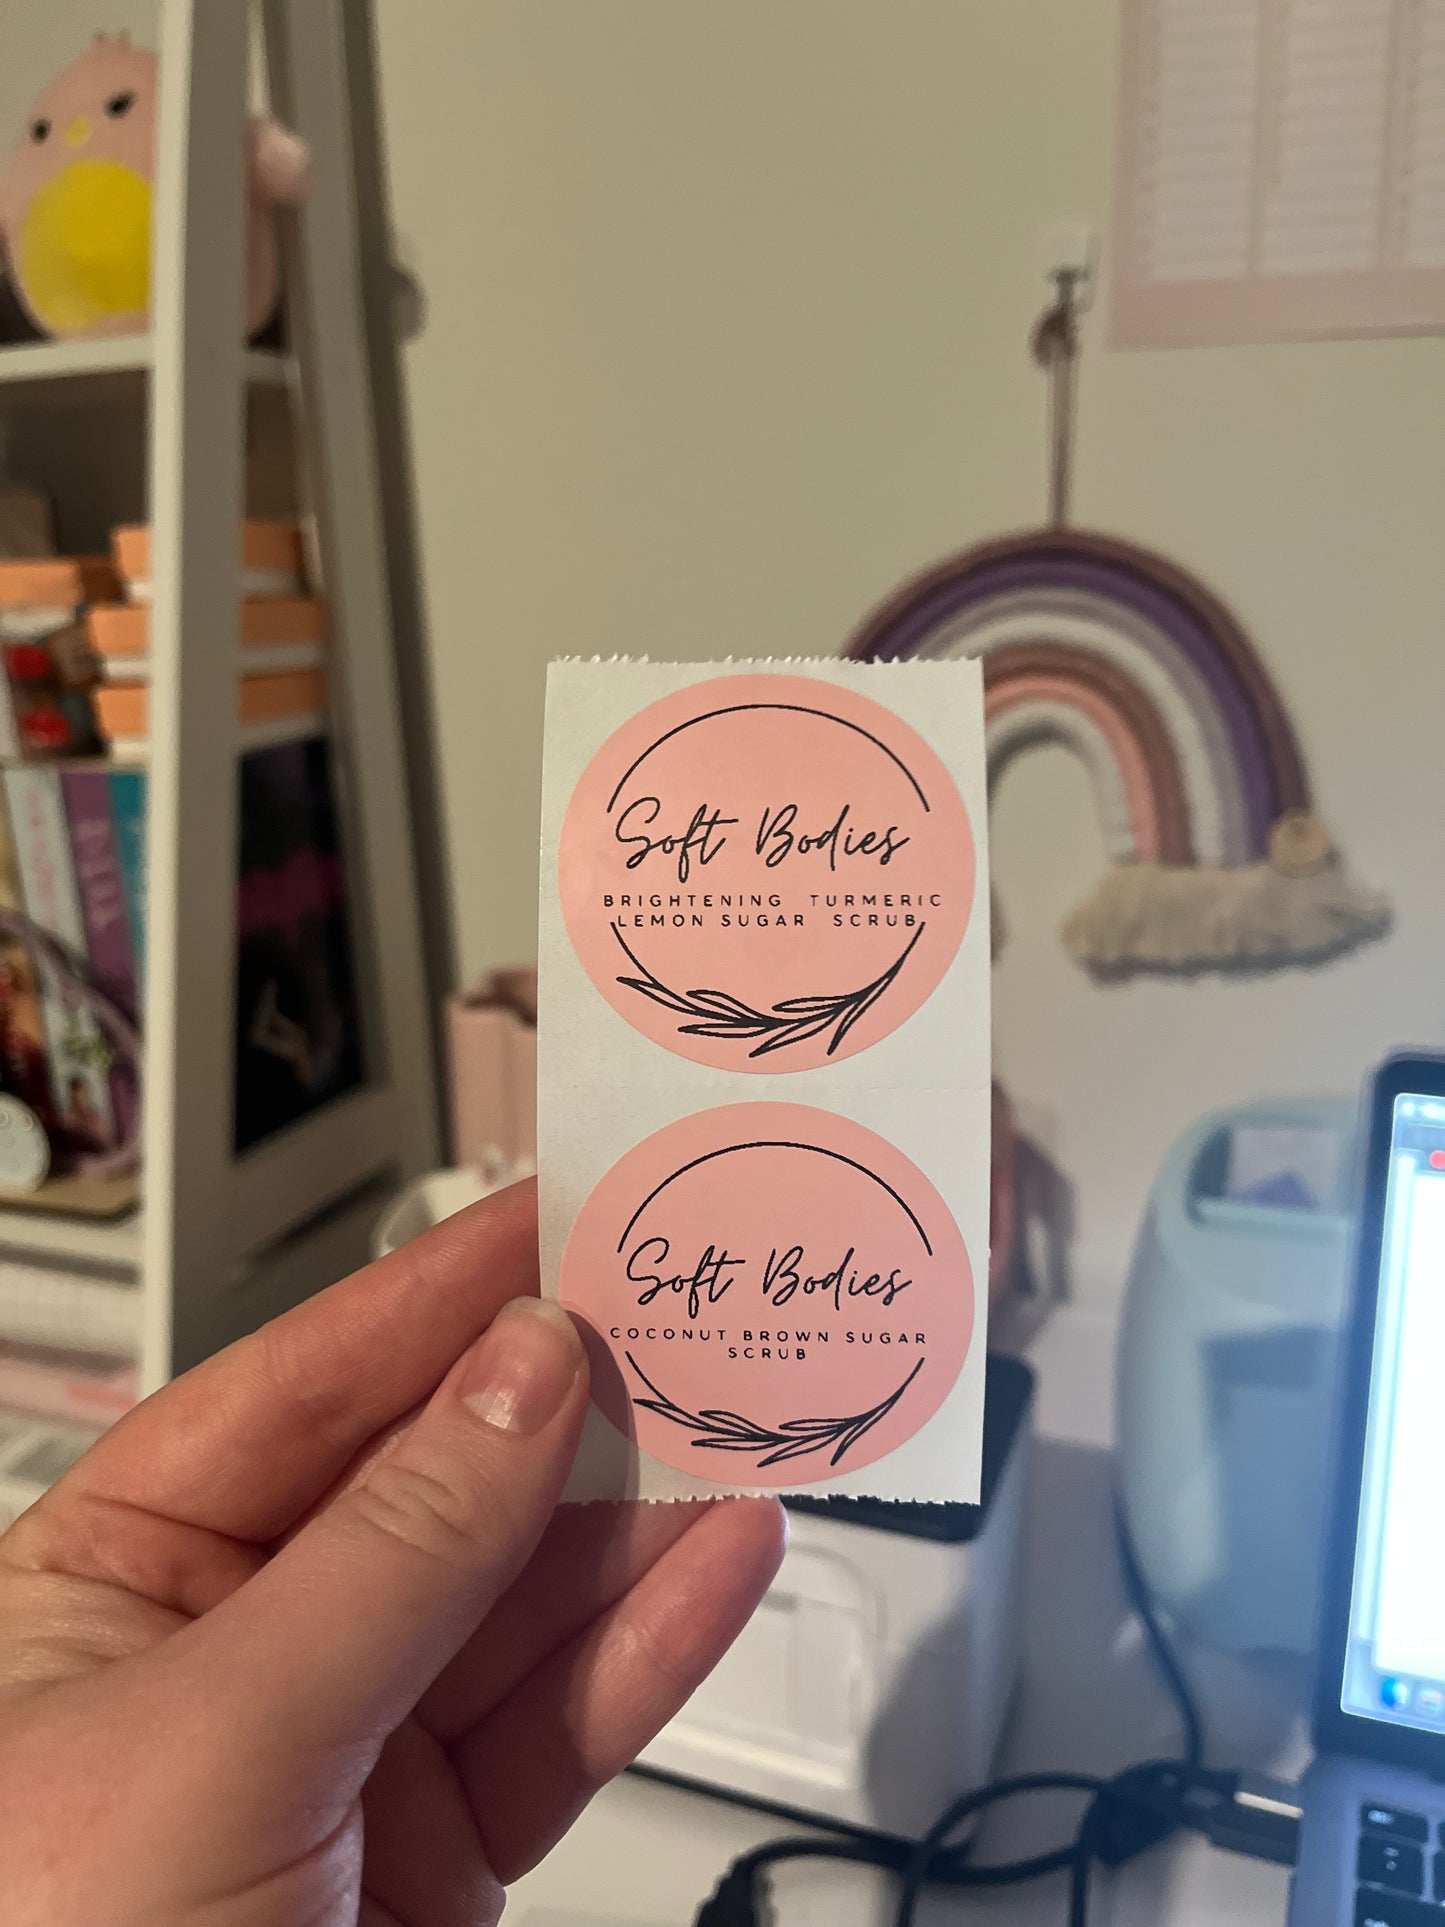 Soft Bodies
BRIGHTENING TURMERIC
LEMON SUGAR SCRUB
Soft Bodies
COCONUT BROWN SUGAR
SCRUB